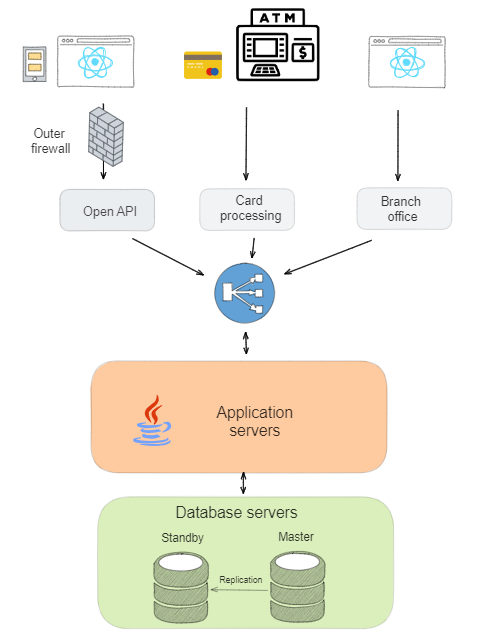 ATM
$
Outer
firewall
Open API
Card
processing
Branch
office
Application
servers
Database servers
Standby
Master
Replication